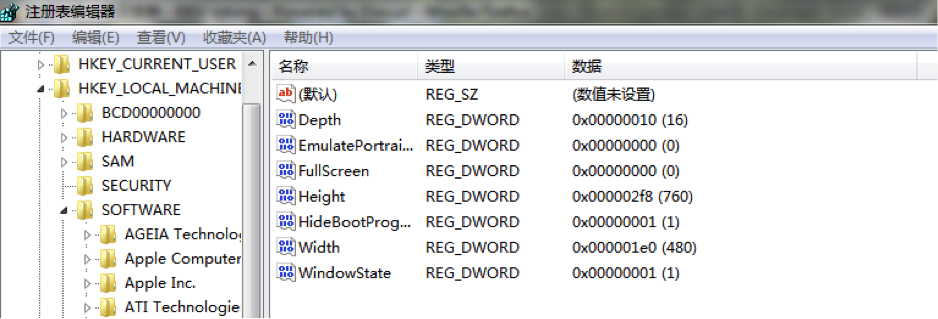 注册表编辑器
文件(F) 编辑(E) 查看(V) 收藏夹(A) 帮助(H)
HKEY_CURRENT_USER
HKEY_LOCAL_MACHINE
BCD00000000
HARDWARE
SAM
SECURITY
SOFTWARE
AGEIA Technolo
Apple Computer
Apple Inc.
ATI Technologie
名称 类型 数据
(默认) REG_SZ (数值未设置)
Depth REG_DWORD 0x00000010 (16)
EmulatePortrai... REG_DWORD 0x00000000 (0)
FullScreen REG_DWORD 0x00000000 (0)
Height REG_DWORD 0x000002f8 (760)
HideBootProg... REG_DWORD 0x00000001 (1)
Width REG_DWORD 0x000001e0 (480)
WindowState REG_DWORD 0x00000001 (1)